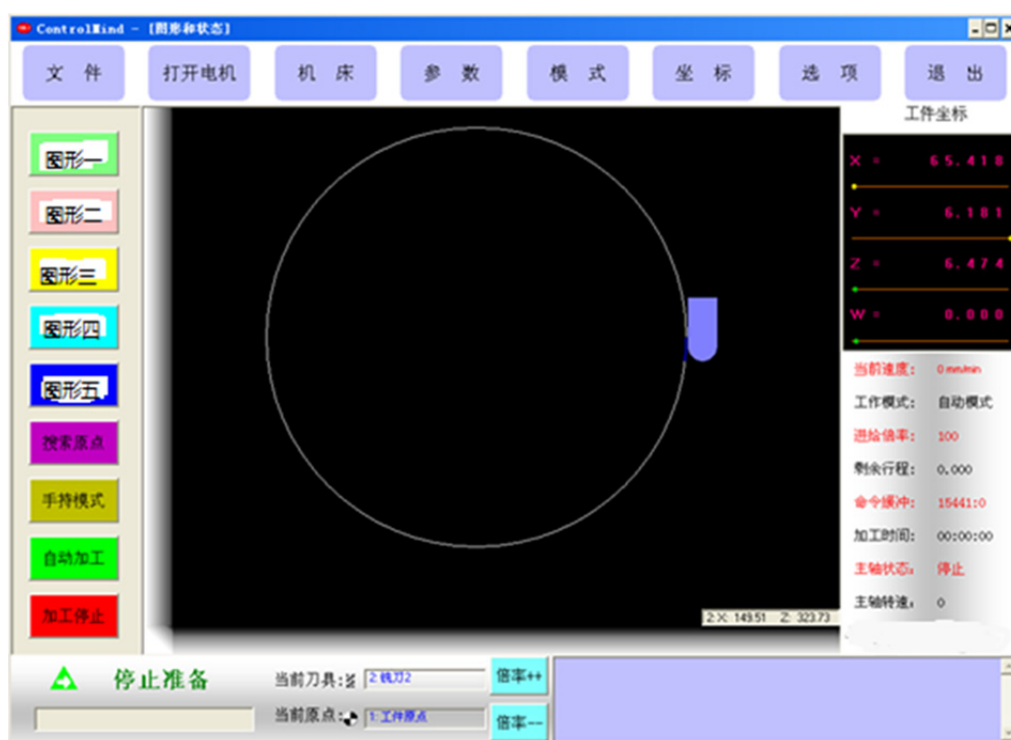 ControlMind - [图形和状态]
文 件 打开电机 机 床 参 数 模 式 坐 标 选 项 退 出
工件坐标
图形一
图形二
图形三
图形四
图形五
搜索原点
手持模式
自动加工
加工停止
X = 65.418
Y = 6.181
Z = 6.474
W = 0.000
当前速度: 0 mm/min
工作模式: 自动模式
进给倍率: 100
剩余行程: 0.000
命令缓冲: 15441:0
加工时间: 00:00:00
主轴状态: 停止
主轴转速: 0
2:X: 149.51 Z: 323.73
停止准备
当前刀具: 2:铣刀2
倍率++
当前原点: 1:工件原点
倍率--